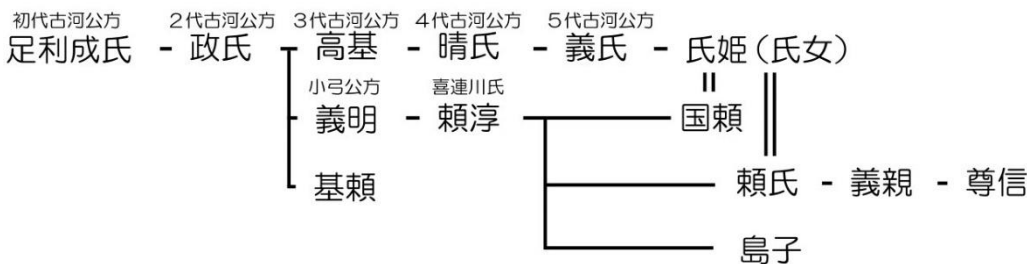 初代古河公方 2代古河公方 3代古河公方 4代古河公方 5代古河公方
足利成氏 - 政氏 - 高基 - 晴氏 - 義氏 - 氏姫(氏女)
小弓公方 喜連川氏
義明 - 頼淳 国頼
基頼 頼氏 - 義親 - 尊信
島子